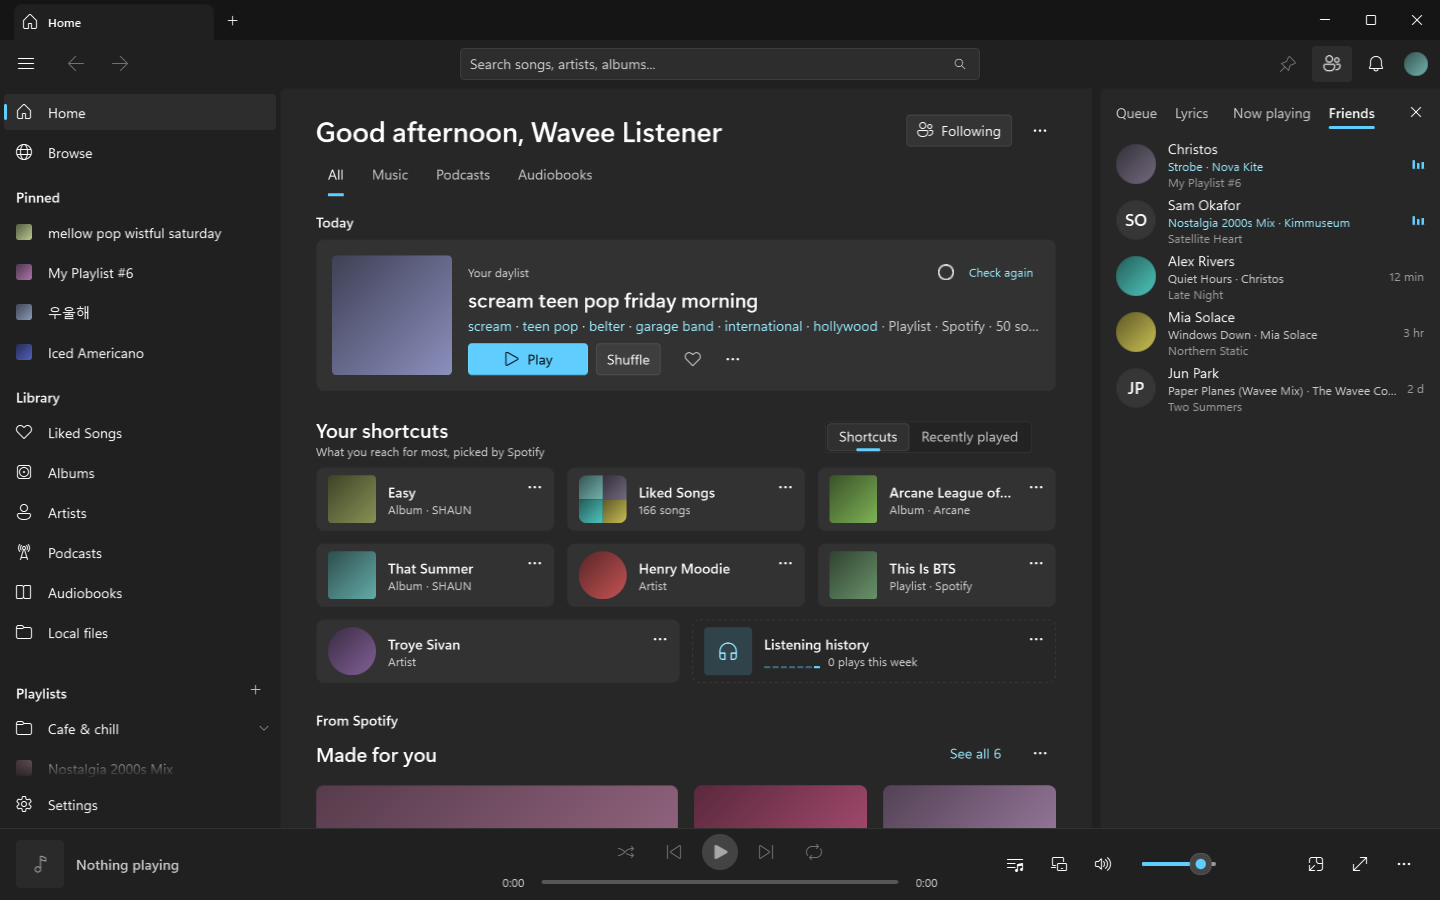 Home
Search songs, artists, albums...
Home
Browse
Pinned
mellow pop wistful saturday
My Playlist #6
우울해
Iced Americano
Library
Liked Songs
Albums
Artists
Podcasts
Audiobooks
Local files
Playlists
Cafe & chill
Nostalgia 2000s Mix
Settings
Good afternoon, Wavee Listener
Following
All
Music
Podcasts
Audiobooks
Today
Your daylist
Check again
scream teen pop friday morning
scream · teen pop · belter · garage band · international · hollywood · Playlist · Spotify · 50 so...
Play
Shuffle
Your shortcuts
What you reach for most, picked by Spotify
Shortcuts
Recently played
Easy
Album · SHAUN
Liked Songs
166 songs
Arcane League of...
Album · Arcane
That Summer
Album · SHAUN
Henry Moodie
Artist
This Is BTS
Playlist · Spotify
Troye Sivan
Artist
Listening history
0 plays this week
From Spotify
Made for you
See all 6
Queue
Lyrics
Now playing
Friends
Christos
Strobe · Nova Kite
My Playlist #6
SO
Sam Okafor
Nostalgia 2000s Mix · Kimmuseum
Satellite Heart
Alex Rivers
Quiet Hours · Christos
Late Night
12 min
Mia Solace
Windows Down · Mia Solace
Northern Static
3 hr
JP
Jun Park
Paper Planes (Wavee Mix) · The Wavee Co...
Two Summers
2 d
Nothing playing
0:00
0:00